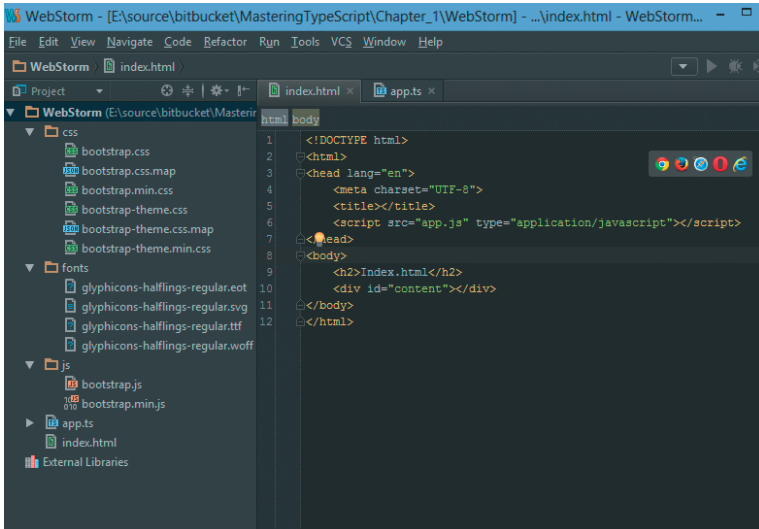 WebStorm - [E:\source\bitbucket\MasteringTypeScript\Chapter_1\WebStorm] - ...\index.html - WebStorm...
File Edit View Navigate Code Refactor Run Tools VCS Window Help
WebStorm index.html
Project
index.html app.ts
WebStorm (E:\source\bitbucket\Masterin
css
bootstrap.css
bootstrap.css.map
bootstrap.min.css
bootstrap-theme.css
bootstrap-theme.css.map
bootstrap-theme.min.css
fonts
glyphicons-halflings-regular.eot
glyphicons-halflings-regular.svg
glyphicons-halflings-regular.ttf
glyphicons-halflings-regular.woff
js
bootstrap.js
bootstrap.min.js
app.ts
index.html
External Libraries
html body
1 <!DOCTYPE html>
2 <html>
3 <head lang="en">
4 <meta charset="UTF-8">
5 <title></title>
6 <script src="app.js" type="application/javascript"></script>
7 </head>
8 <body>
9 <h2>Index.html</h2>
10 <div id="content"></div>
11 </body>
12 </html>